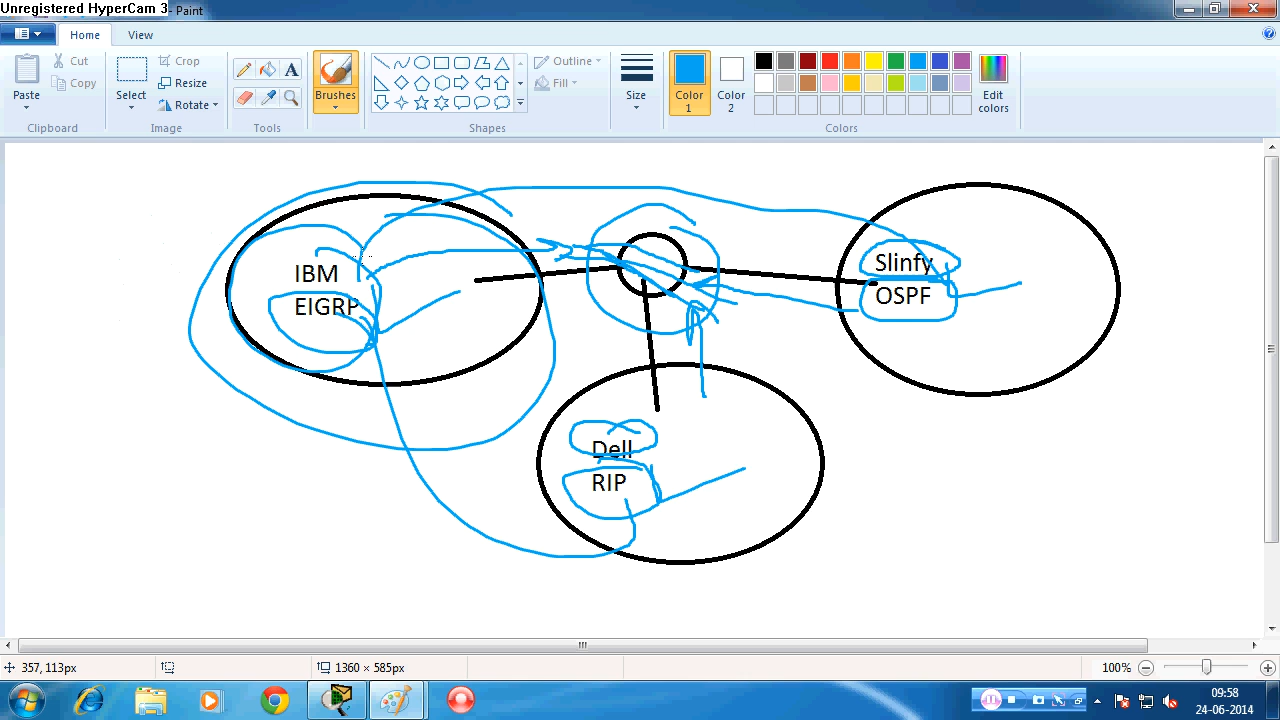 Unregistered HyperCam 3 - Paint
Home View
Paste
Cut
Copy
Clipboard
Select
Crop
Resize
Rotate
Image
A
Tools
Brushes
Outline
Fill
Shapes
Size
Color 1
Color 2
Edit colors
Colors
IBM
EIGRP
Slinfy
OSPF
Dell
RIP
357, 113px
1360 × 585px
100%
09:58
24-06-2014